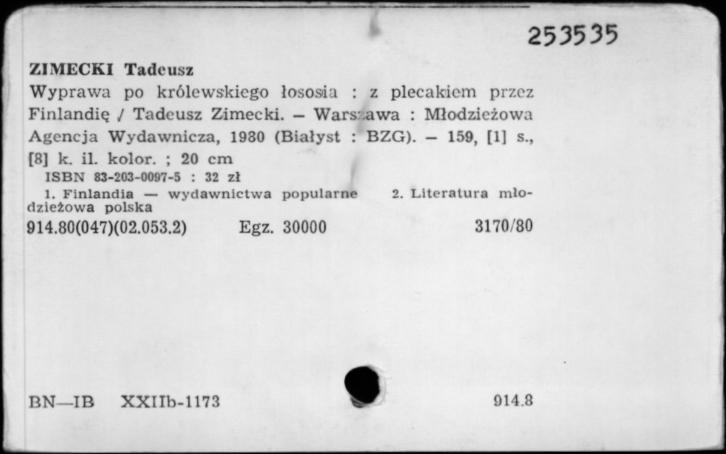 253535
ZIMECKI Tadeusz
Wyprawa po królewskiego łososia : z plecakiem przez
Finlandię / Tadeusz Zimecki. — Warszawa : Młodzieżowa
Agencja Wydawnicza, 1980 (Białyst : BZG). — 159, [1] s.,
[8] k. il. kolor. ; 20 cm
ISBN 83-203-0097-5 : 32 zł
1. Finlandia — wydawnictwa popularne 2. Literatura mło-
dzieżowa polska
914.80(047)(02.053.2) Egz. 30000 3170/80
BN—IB XXIIb-1173 914.8